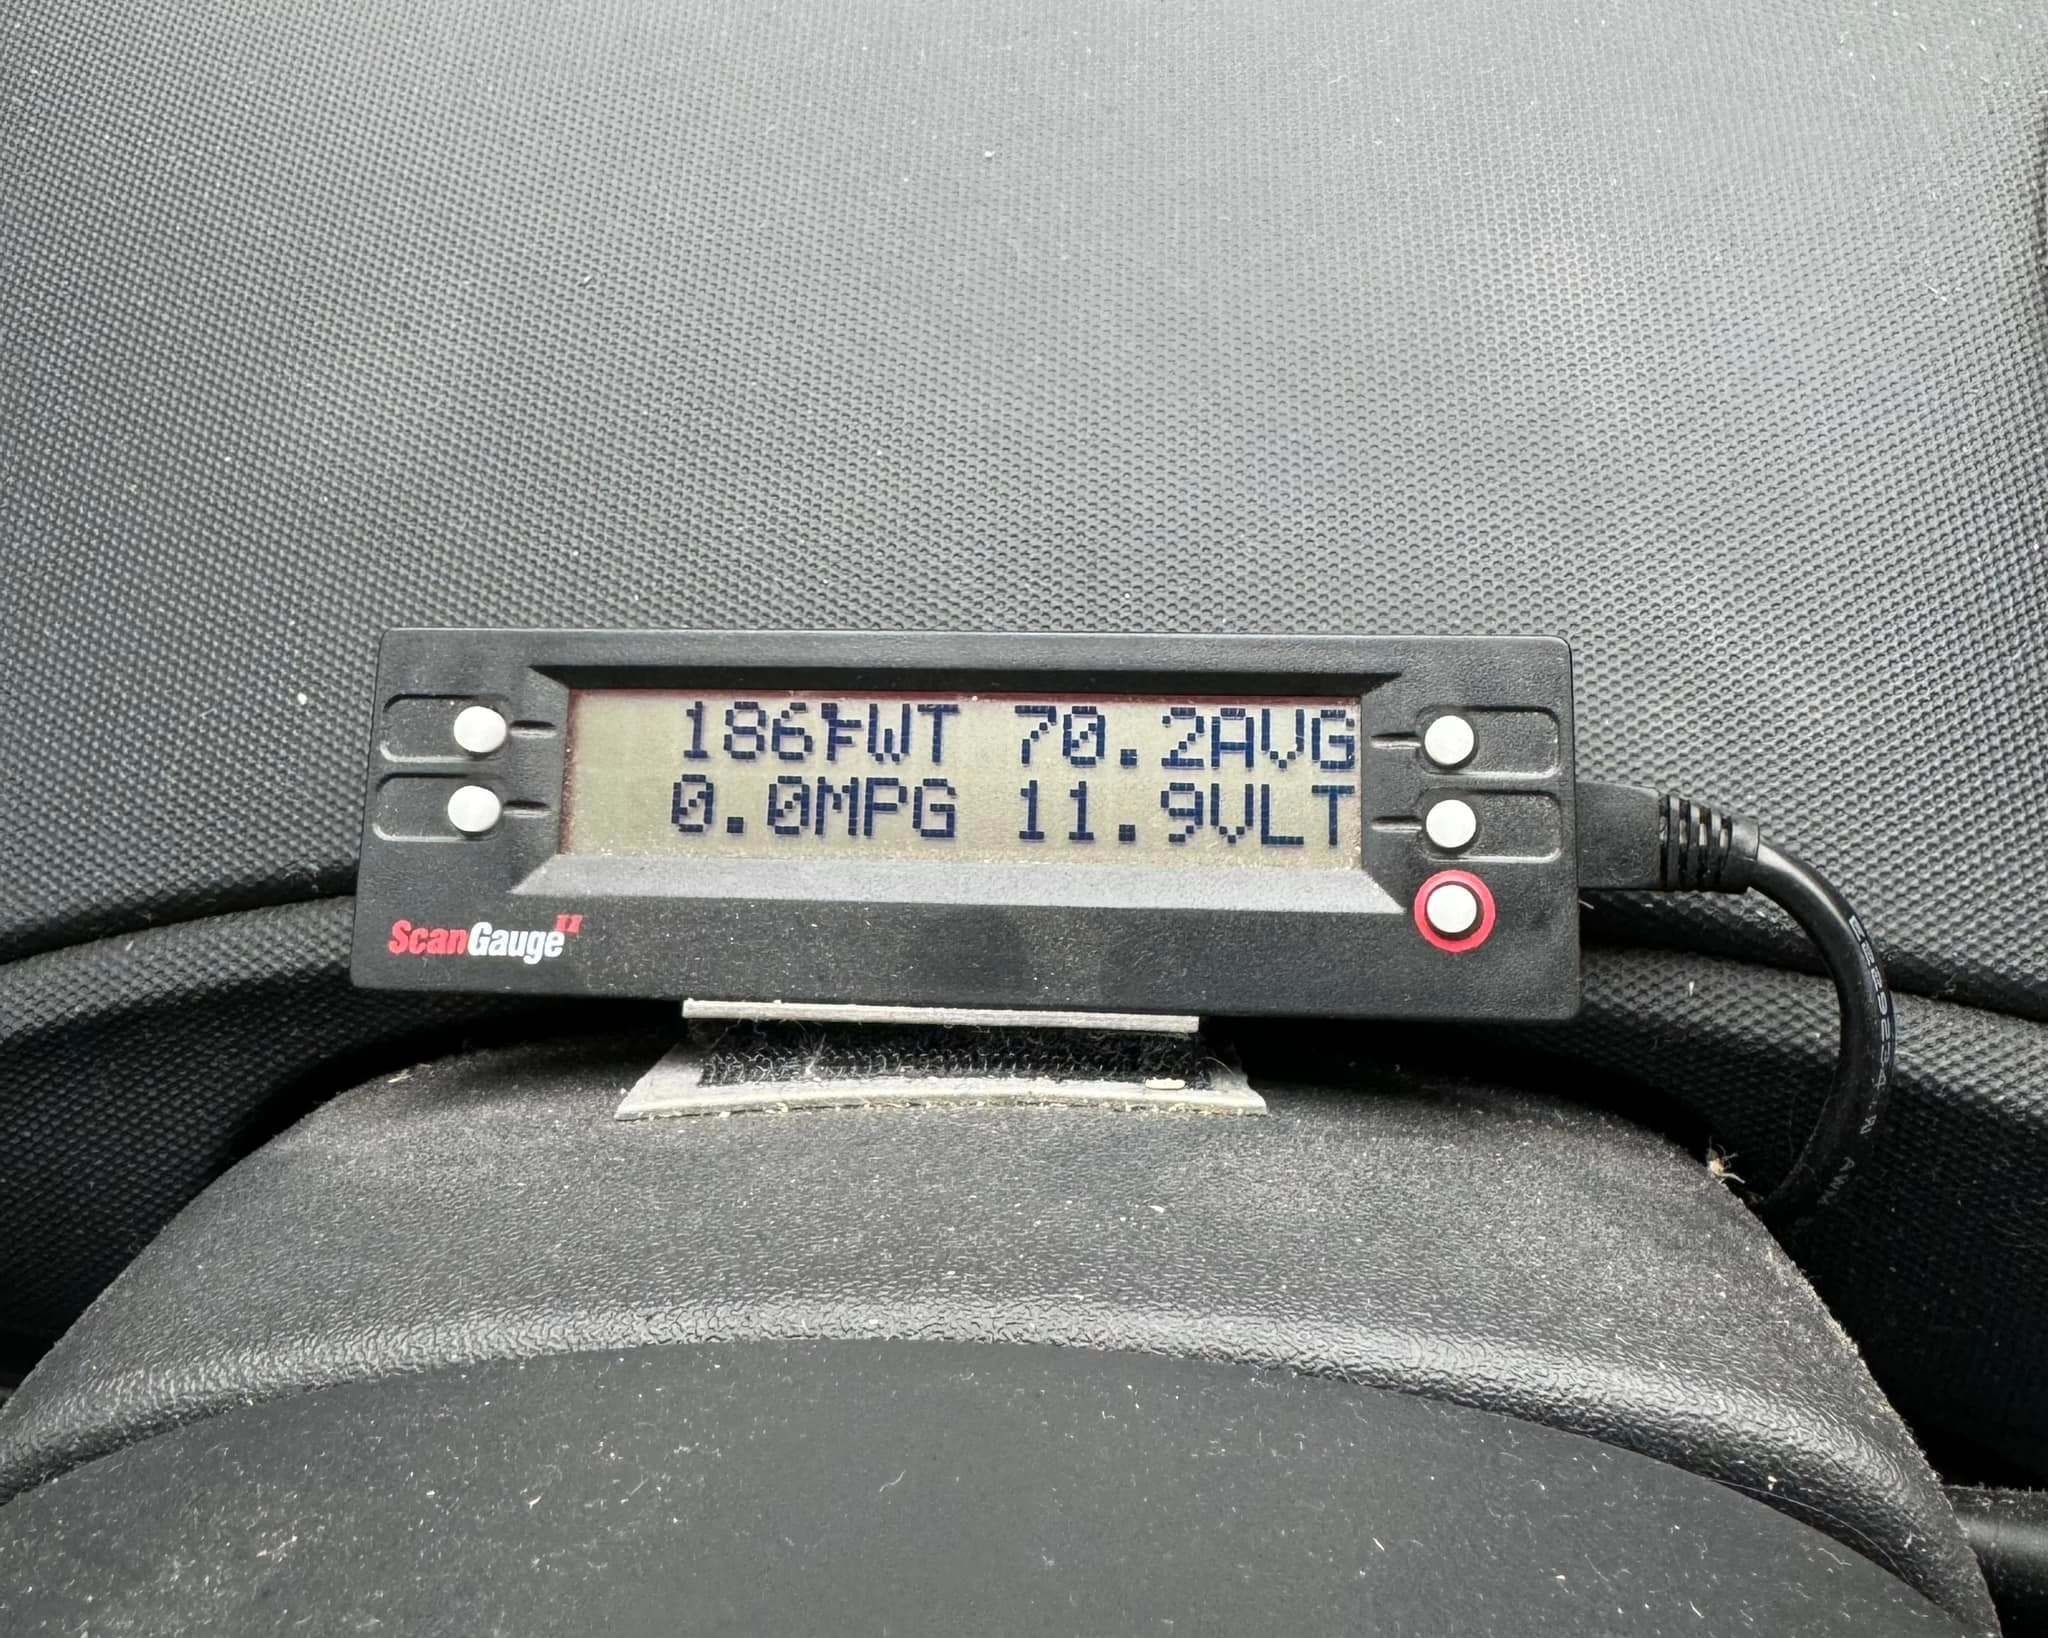 186°FWT 70.2AVG
0.0MPG 11.9VLT
ScanGauge II